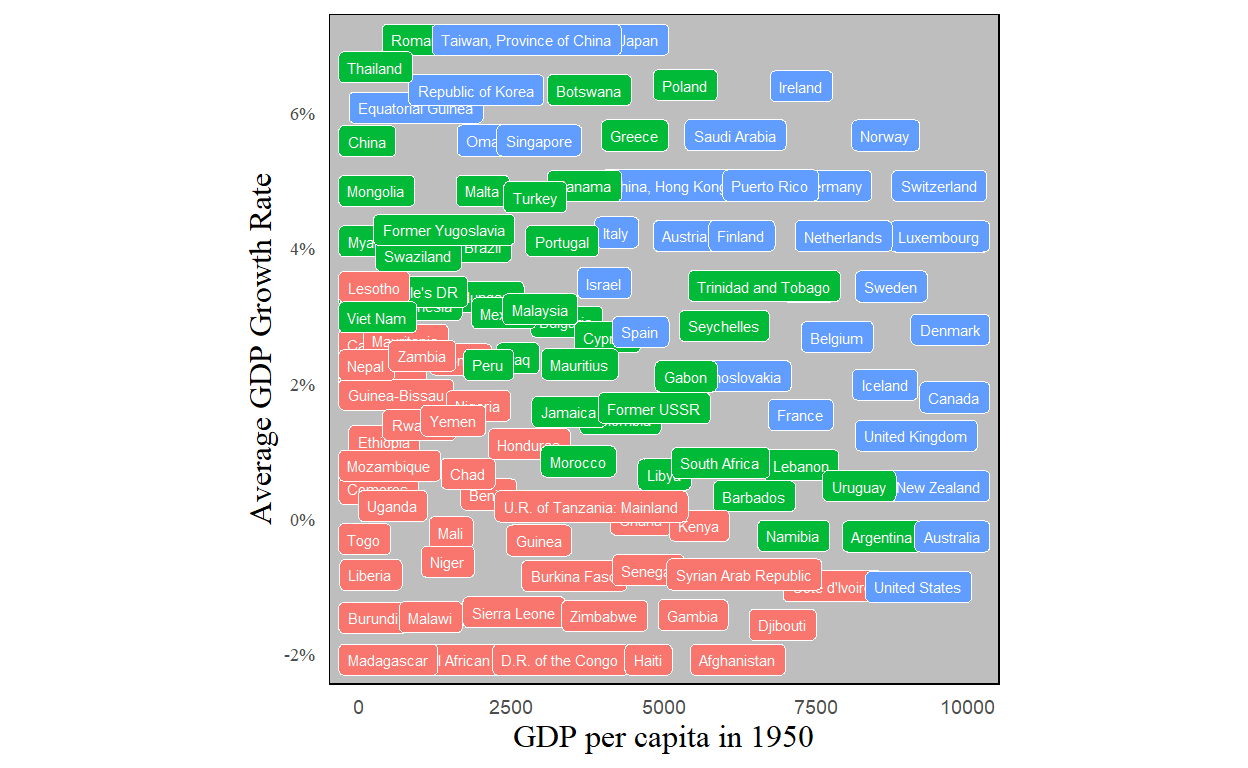 Taiwan, Province of China
Japan
Thailand
Republic of Korea
Botswana
Poland
Ireland
Equatorial Guinea
6%
China
Singapore
Greece
Saudi Arabia
Norway
Mongolia
Malta
Turkey
Puerto Rico
Switzerland
Former Yugoslavia
Portugal
Italy
Austria
Finland
Netherlands
Luxembourg
4%
Swaziland
Brazil
Lesotho
Israel
Trinidad and Tobago
Sweden
Viet Nam
Malaysia
Spain
Seychelles
Belgium
Denmark
Zambia
Nepal
Peru
Mauritius
Gabon
2%
Iceland
Canada
Guinea-Bissau
Nigeria
Yemen
Jamaica
Former USSR
France
Ethiopia
United Kingdom
Mozambique
Chad
Morocco
South Africa
Lebanon
Uruguay
New Zealand
Barbados
Uganda
U.R. of Tanzania: Mainland
0%
Kenya
Togo
Mali
Guinea
Namibia
Argentina
Australia
Niger
Liberia
Burkina Faso
Syrian Arab Republic
United States
Burundi
Malawi
Sierra Leone
Zimbabwe
Gambia
Djibouti
-2%
Madagascar
D.R. of the Congo
Haiti
Afghanistan
Average GDP Growth Rate
0 2500 5000 7500 10000
GDP per capita in 1950